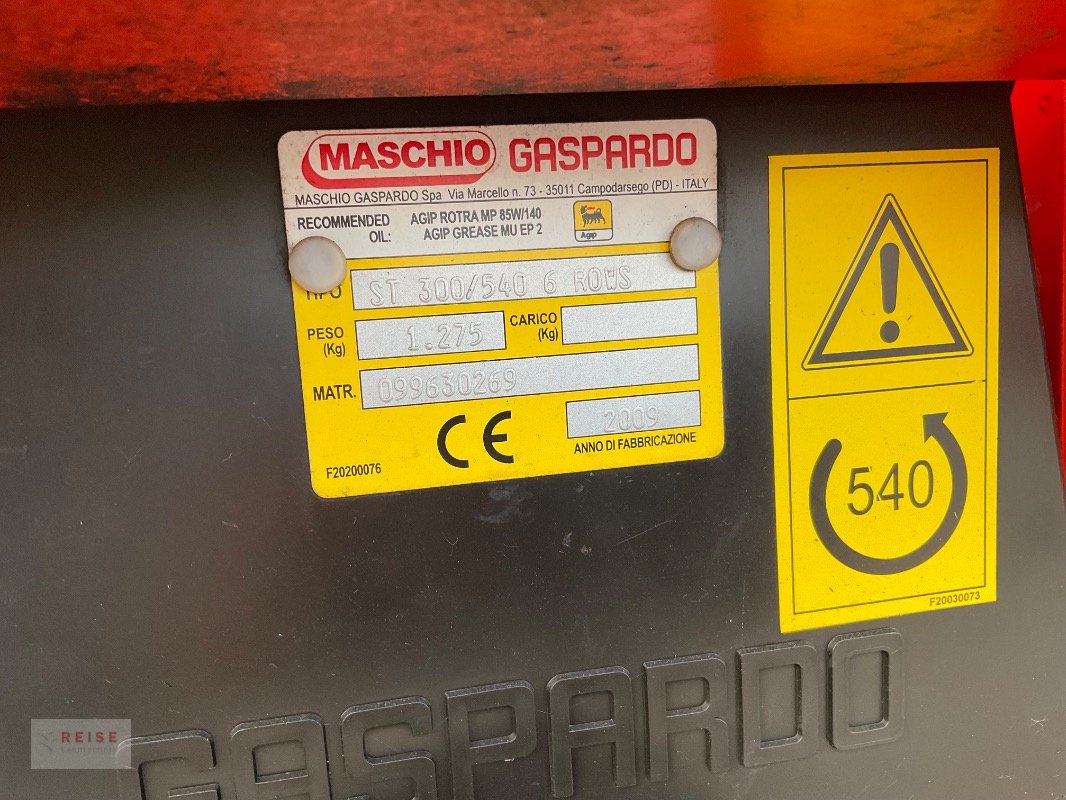 MASCHIO GASPARDO
MASCHIO GASPARDO Spa Via Marcello n. 73 - 35011 Campodarsego (PD) - ITALY
RECOMMENDED OIL: AGIP ROTRA MP 85W/140
AGIP GREASE MU EP 2
Agip
TIPO ST 300/540 6 ROWS
PESO (Kg) 1.275 CARICO (Kg)
MATR. 099630269
CE 2009
ANNO DI FABBRICAZIONE
F20200076
540
F20030073
GASPARDO
REISE